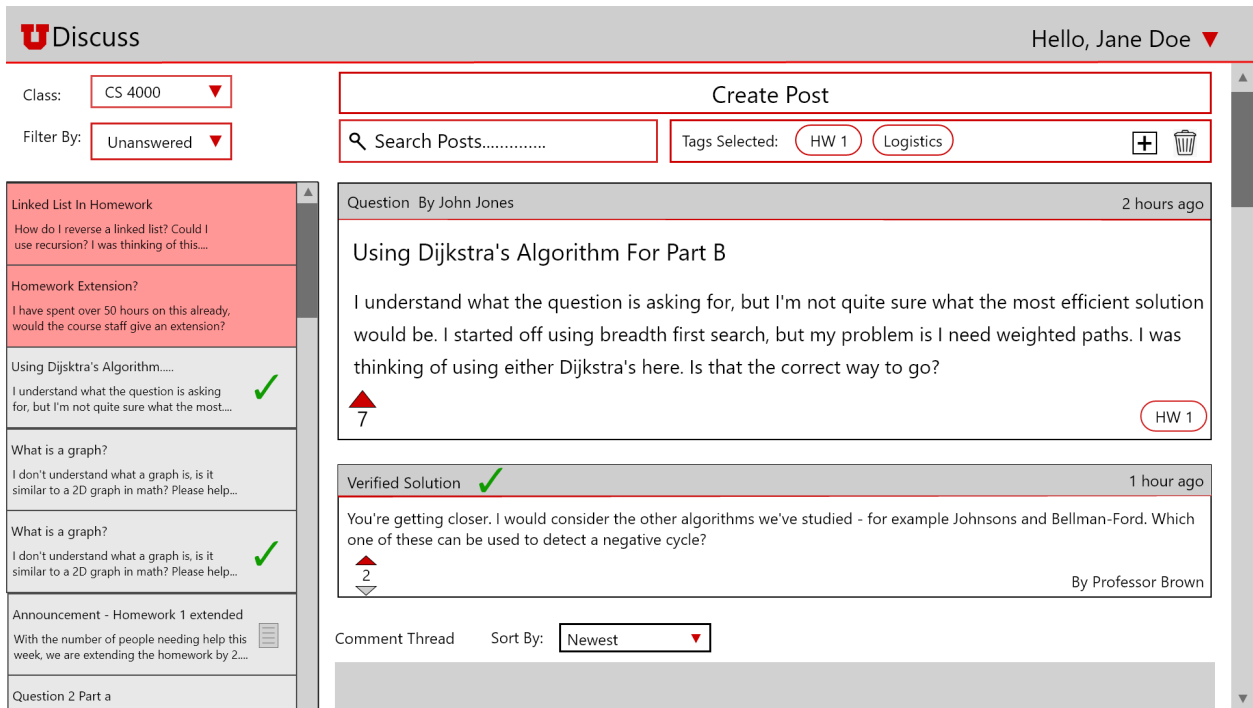 U Discuss
Hello, Jane Doe
Class:
CS 4000
Filter By:
Unanswered
Create Post
Search Posts..............
Tags Selected:
HW 1
Logistics
Linked List In Homework
How do I reverse a linked list? Could I
use recursion? I was thinking of this....
Homework Extension?
I have spent over 50 hours on this already,
would the course staff give an extension?
Using Dijsktra's Algorithm.....
I understand what the question is asking
for, but I'm not quite sure what the most....
What is a graph?
I don't understand what a graph is, is it
similar to a 2D graph in math? Please help...
What is a graph?
I don't understand what a graph is, is it
similar to a 2D graph in math? Please help...
Announcement - Homework 1 extended
With the number of people needing help this
week, we are extending the homework by 2....
Question 2 Part a
Question By John Jones
2 hours ago
Using Dijkstra's Algorithm For Part B
I understand what the question is asking for, but I'm not quite sure what the most efficient solution
would be. I started off using breadth first search, but my problem is I need weighted paths. I was
thinking of using either Dijkstra's here. Is that the correct way to go?
7
HW 1
Verified Solution
1 hour ago
You're getting closer. I would consider the other algorithms we've studied - for example Johnsons and Bellman-Ford. Which
one of these can be used to detect a negative cycle?
2
By Professor Brown
Comment Thread
Sort By:
Newest